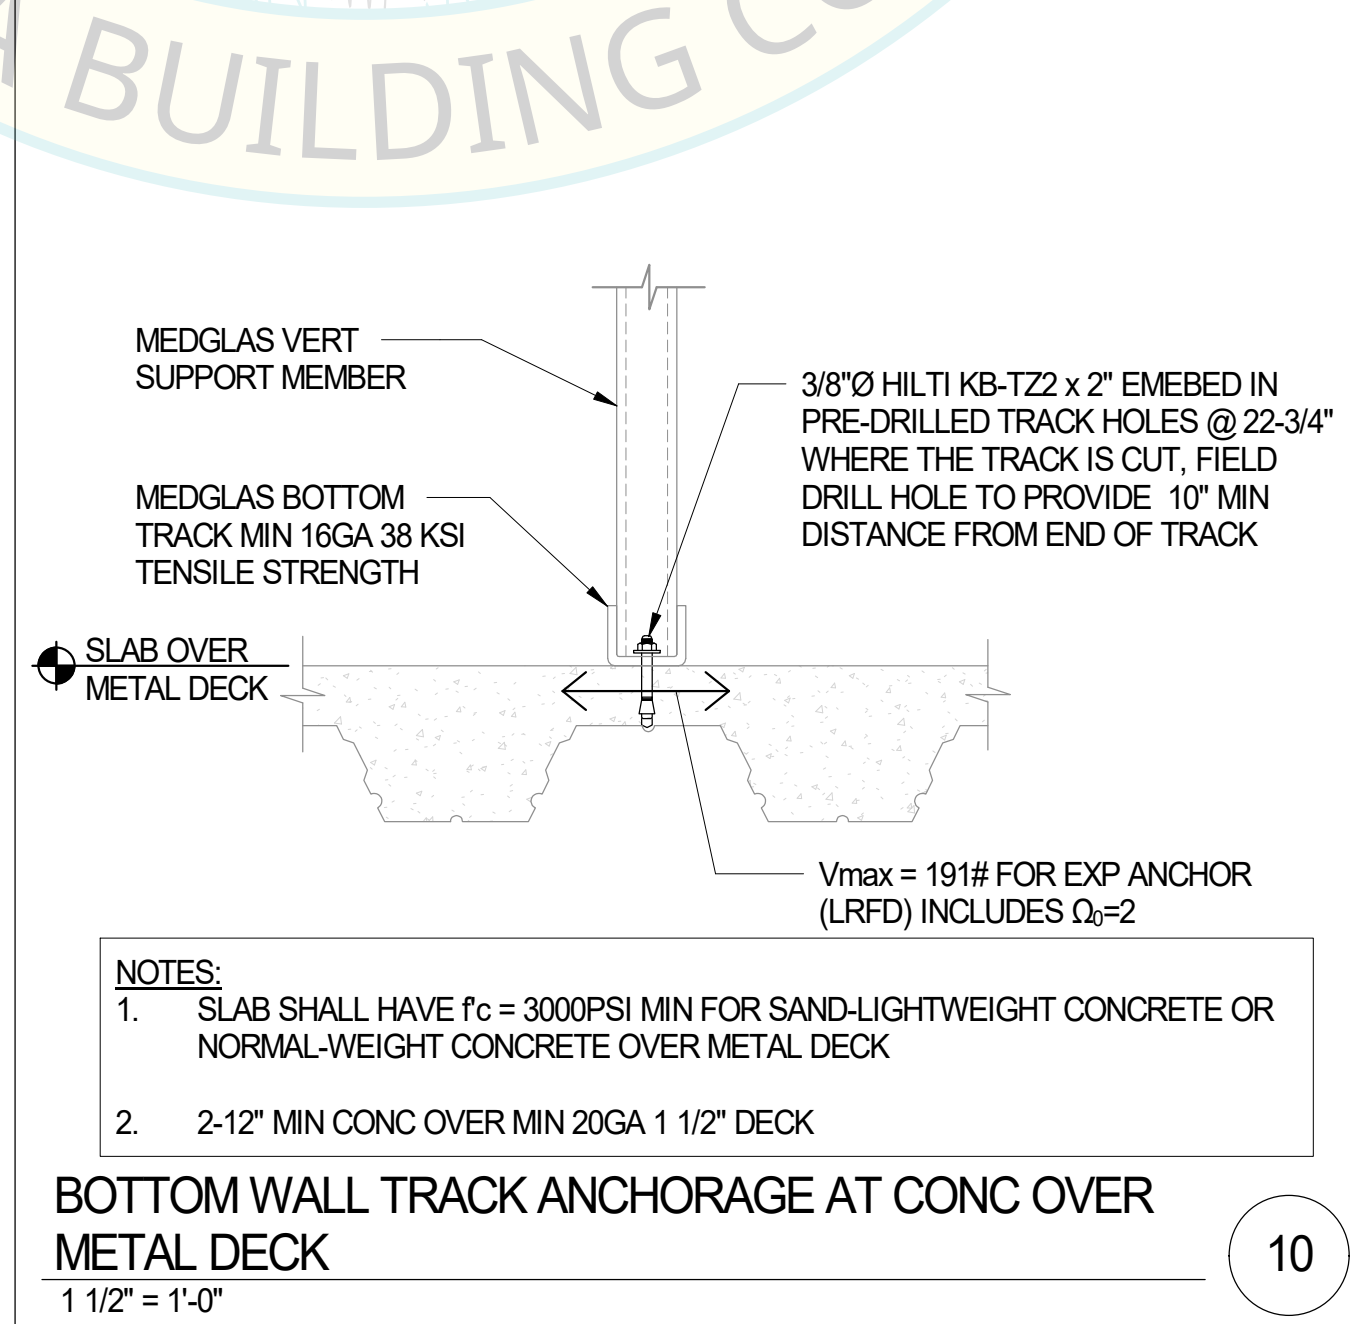 A BUILDING CO
MEDGLAS VERT
SUPPORT MEMBER
3/8"Ø HILTI KB-TZ2 x 2" EMEBED IN
PRE-DRILLED TRACK HOLES @ 22-3/4"
WHERE THE TRACK IS CUT, FIELD
DRILL HOLE TO PROVIDE 10" MIN
DISTANCE FROM END OF TRACK
MEDGLAS BOTTOM
TRACK MIN 16GA 38 KSI
TENSILE STRENGTH
SLAB OVER
METAL DECK
Vmax = 191# FOR EXP ANCHOR
(LRFD) INCLUDES Ω₀=2
NOTES:
1. SLAB SHALL HAVE f'c = 3000PSI MIN FOR SAND-LIGHTWEIGHT CONCRETE OR
NORMAL-WEIGHT CONCRETE OVER METAL DECK
2. 2-12" MIN CONC OVER MIN 20GA 1 1/2" DECK
BOTTOM WALL TRACK ANCHORAGE AT CONC OVER
METAL DECK
10
1 1/2" = 1'-0"